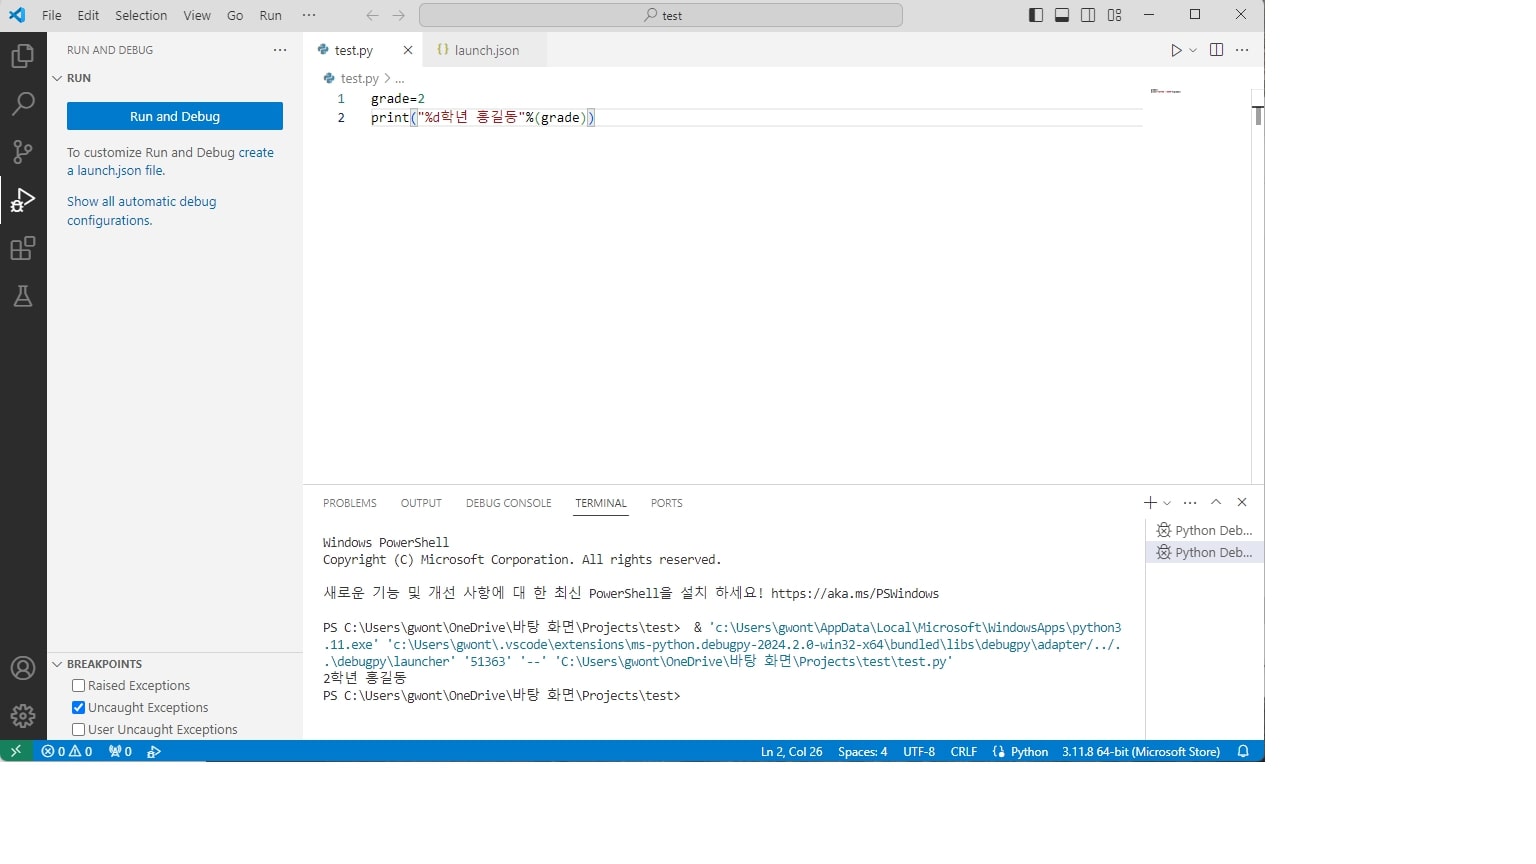 File Edit Selection View Go Run ...
test
RUN AND DEBUG ...
RUN
Run and Debug
To customize Run and Debug create
a launch.json file.
Show all automatic debug
configurations.
test.py
launch.json
test.py > ...
1 grade=2
2 print("%d학년 홍길동"%(grade))
PROBLEMS OUTPUT DEBUG CONSOLE TERMINAL PORTS
Windows PowerShell
Copyright (C) Microsoft Corporation. All rights reserved.
새로운 기능 및 개선 사항에 대 한 최신 PowerShell을 설치 하세요! https://aka.ms/PSWindows
PS C:\Users\gwont\OneDrive\바탕 화면\Projects\test>  & 'c:\Users\gwont\AppData\Local\Microsoft\WindowsApps\python3
.11.exe' 'c:\Users\gwont\.vscode\extensions\ms-python.debugpy-2024.2.0-win32-x64\bundled\libs\debugpy\adapter/../.
.\debugpy\launcher' '51363' '--' 'C:\Users\gwont\OneDrive\바탕 화면\Projects\test\test.py'
2학년 홍길동
PS C:\Users\gwont\OneDrive\바탕 화면\Projects\test>
Python Deb...
Python Deb...
BREAKPOINTS
Raised Exceptions
Uncaught Exceptions
User Uncaught Exceptions
0 0 0 Ln 2, Col 26 Spaces: 4 UTF-8 CRLF Python 3.11.8 64-bit (Microsoft Store)